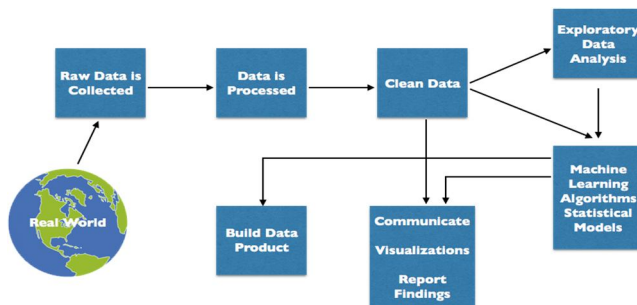 Exploratory
Data
Analysis
Raw Data is
Collected
Data is
Processed
Clean Data
Machine
Learning
Algorithms
Statistical
Models
Real World
Build Data
Product
Communicate
Visualizations
Report
Findings